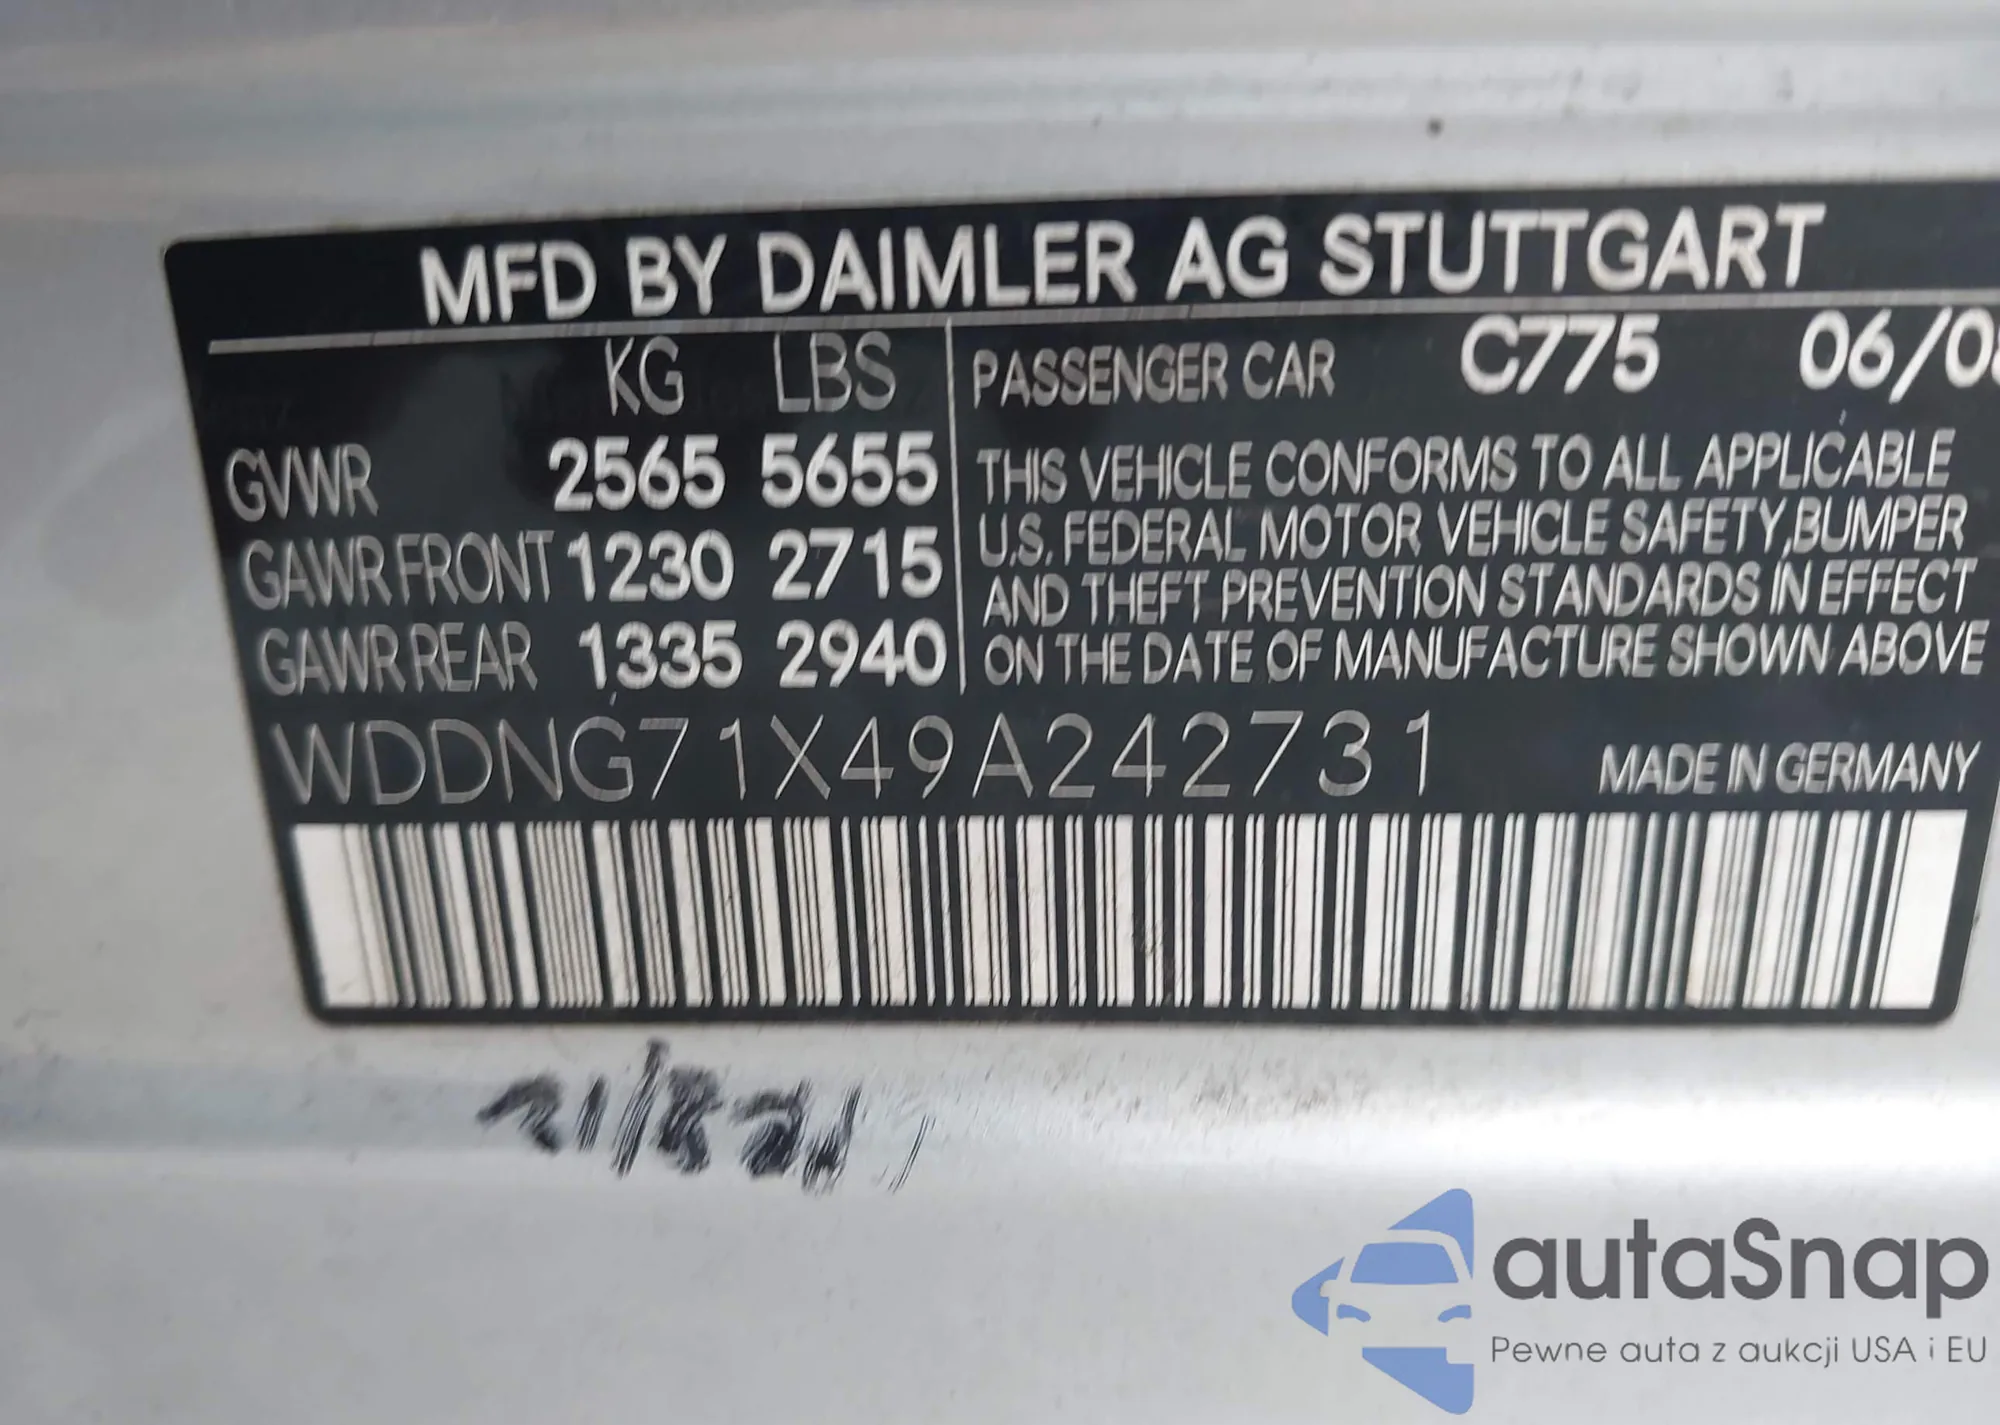 MFD BY DAIMLER AG STUTTGART
KG LBS
GVWR 2565 5655
GAWR FRONT 1230 2715
GAWR REAR 1335 2940
PASSENGER CAR C775 06/08
THIS VEHICLE CONFORMS TO ALL APPLICABLE
U.S. FEDERAL MOTOR VEHICLE SAFETY,BUMPER
AND THEFT PREVENTION STANDARDS IN EFFECT
ON THE DATE OF MANUFACTURE SHOWN ABOVE
WDDNG71X49A242731
MADE IN GERMANY
autaSnap
Pewne auta z aukcji USA i EU